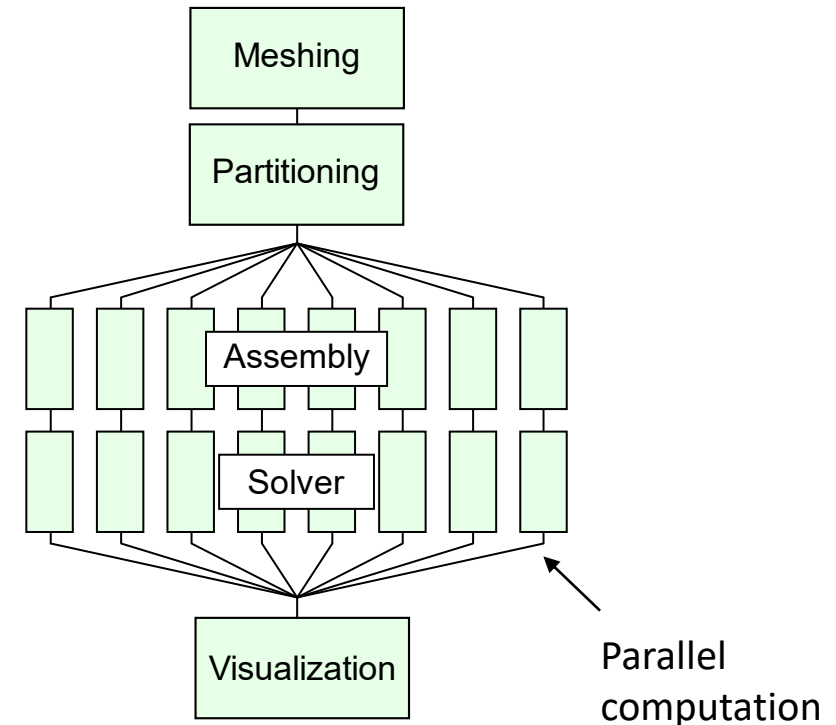 Meshing
Partitioning
Assembly
Solver
Visualization
Parallel
computation